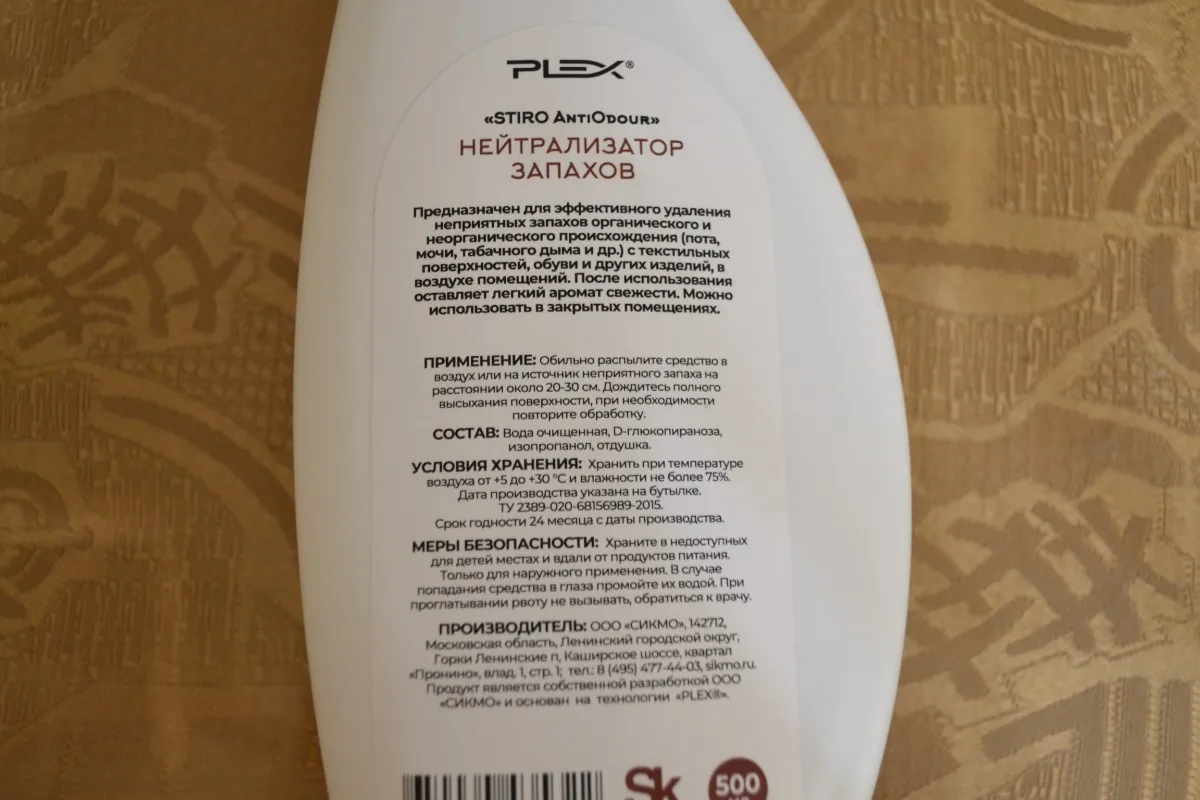 PLEX®
«STIRO AntiOdour»
НЕЙТРАЛИЗАТОР
ЗАПАХОВ
Предназначен для эффективного удаления
неприятных запахов органического и
неорганического происхождения (пота,
мочи, табачного дыма и др.) с текстильных
поверхностей, обуви и других изделий, в
воздухе помещений. После использования
оставляет легкий аромат свежести. Можно
использовать в закрытых помещениях.
ПРИМЕНЕНИЕ: Обильно распылите средство в
воздух или на источник неприятного запаха на
расстоянии около 20-30 см. Дождитесь полного
высыхания поверхности, при необходимости
повторите обработку.
СОСТАВ: Вода очищенная, D-глюкопираноза,
изопропанол, отдушка.
УСЛОВИЯ ХРАНЕНИЯ: Хранить при температуре
воздуха от +5 до +30 °С и влажности не более 75%.
Дата производства указана на бутылке.
ТУ 2389-020-68156989-2015.
Срок годности 24 месяца с даты производства.
МЕРЫ БЕЗОПАСНОСТИ: Храните в недоступных
для детей местах и вдали от продуктов питания.
Только для наружного применения. В случае
попадания средства в глаза промойте их водой. При
проглатывании рвоту не вызывать, обратиться к врачу.
ПРОИЗВОДИТЕЛЬ: ООО «СИКМО», 142712,
Московская область, Ленинский городской округ,
Горки Ленинские п, Каширское шоссе, квартал
«Пронино», влад. 1, стр. 1; тел.: 8 (495) 477-44-03, sikmo.ru.
Продукт является собственной разработкой ООО
«СИКМО» и основан на технологии «PLEX®».
Sk
500